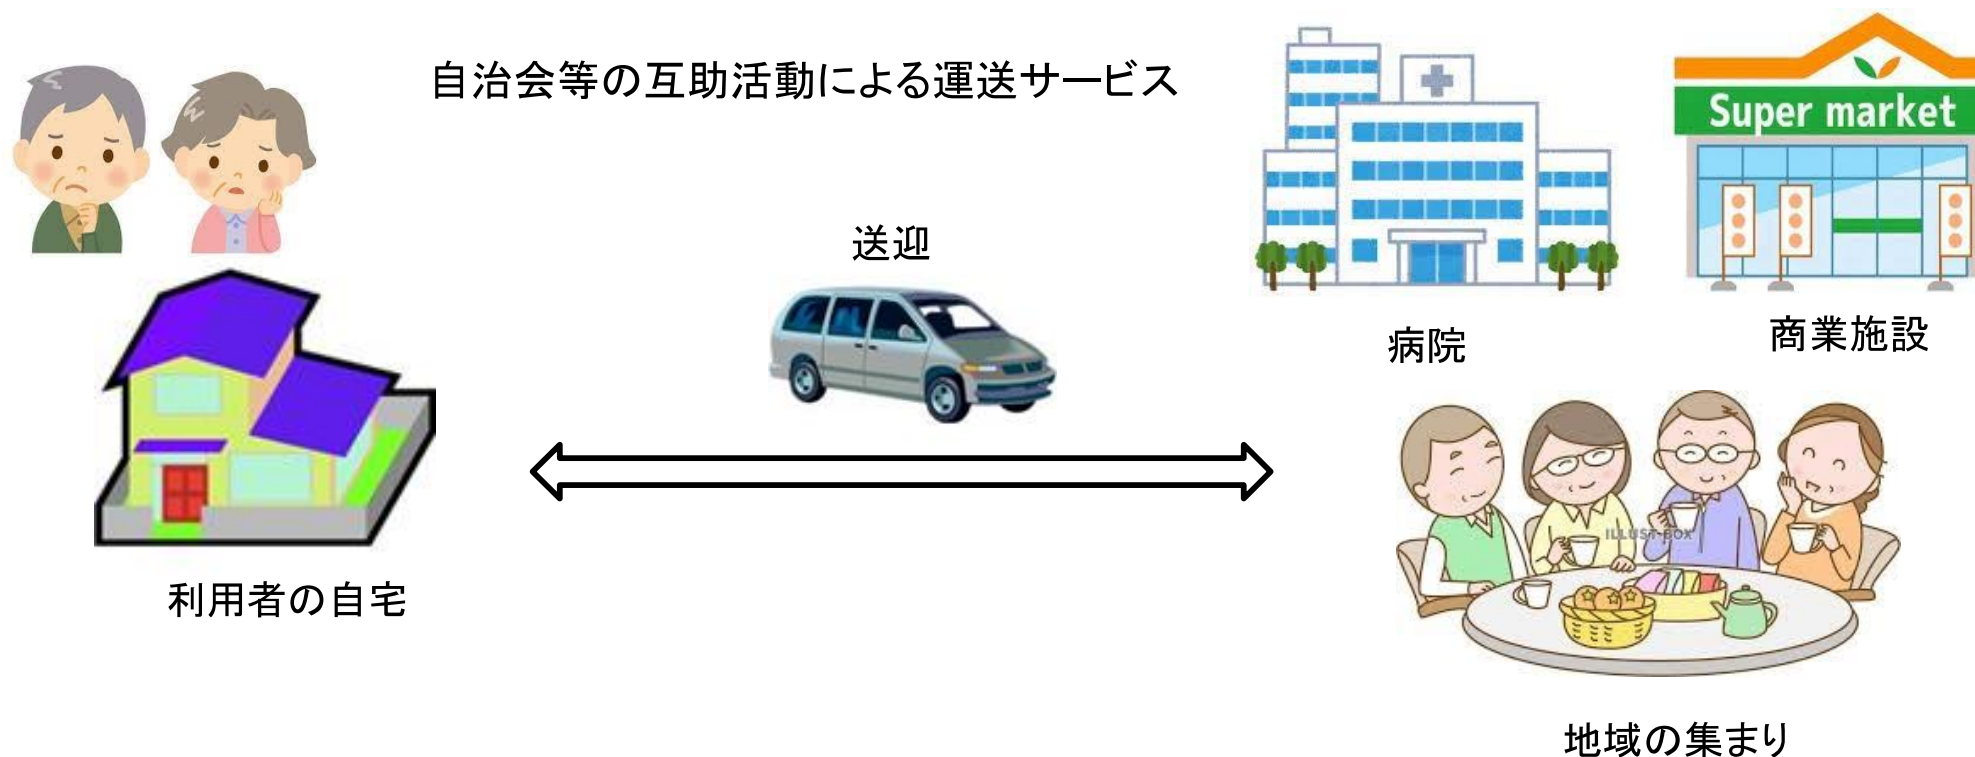 自治会等の互助活動による運送サービス
Super market
送迎
病院
商業施設
ILLUST BOX
利用者の自宅
地域の集まり